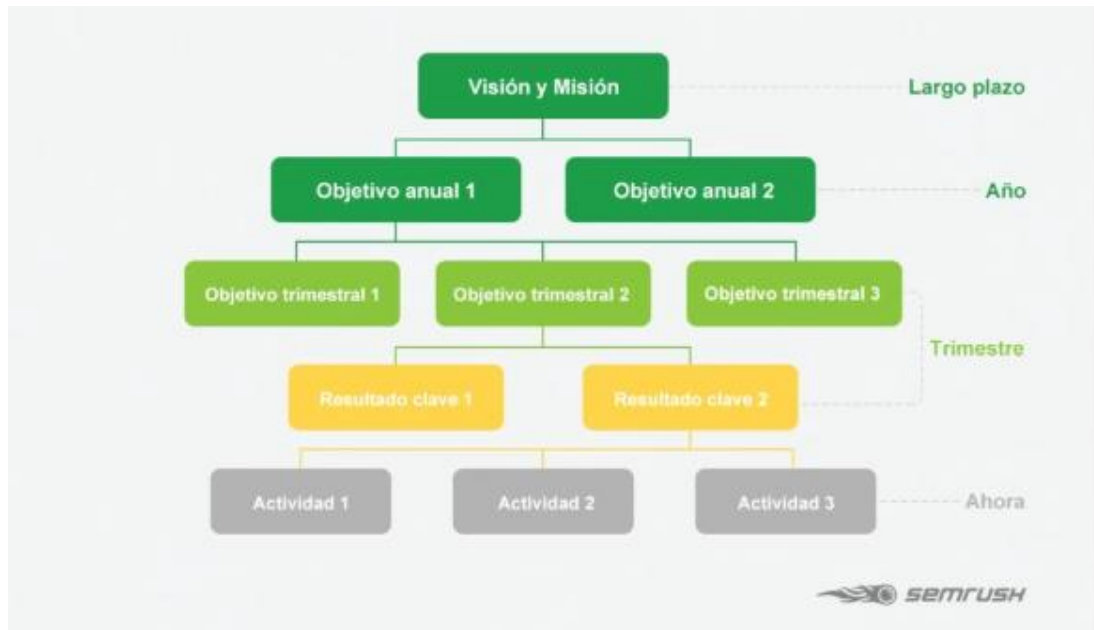 Visión y Misión
Largo plazo
Objetivo anual 1
Objetivo anual 2
Año
Objetivo trimestral 1
Objetivo trimestral 2
Objetivo trimestral 3
Trimestre
Resultado clave 1
Resultado clave 2
Actividad 1
Actividad 2
Actividad 3
Ahora
semrush